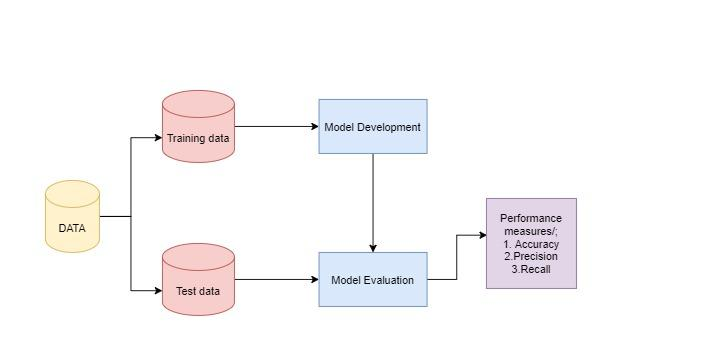 Training data
Model Development
DATA
Performance
measures/;
1. Accuracy
2.Precision
3.Recall
Test data
Model Evaluation